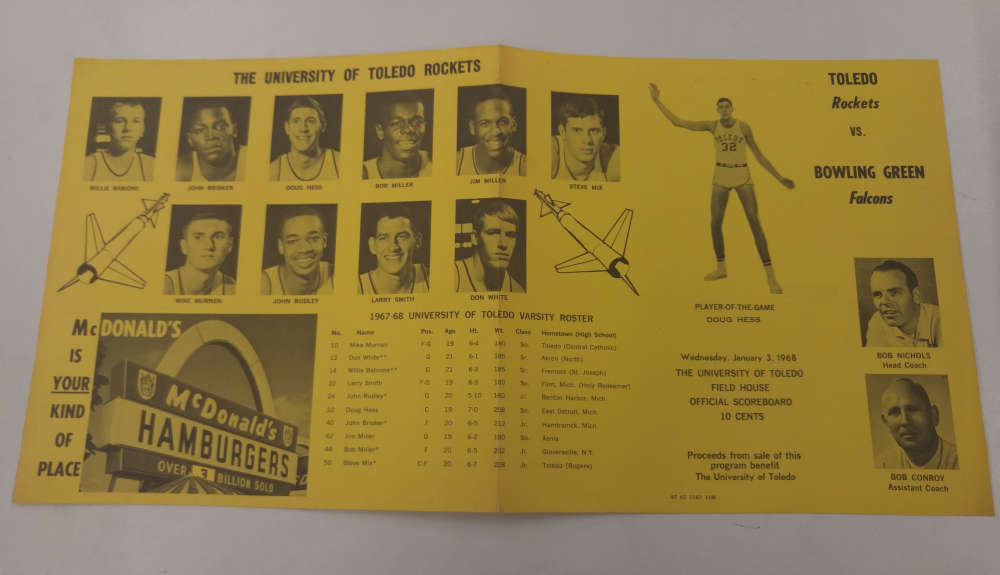 THE UNIVERSITY OF TOLEDO ROCKETS
WILLIE BABIONE
JOHN BRISKER
DOUG HESS
BOB MILLER
JIM MILLER
STEVE MIX
MIKE MURNEN
JOHN RUDLEY
LARRY SMITH
DON WHITE
McDONALD'S
IS
YOUR
KIND
OF
PLACE
McDonald's
HAMBURGERS
OVER 3 BILLION SOLD
1967-68 UNIVERSITY OF TOLEDO VARSITY ROSTER
No. Name Pos. Age Ht. Wt. Class Hometown (High School)
10 Mike Murnen F-G 19 6-4 180 So. Toledo (Central Catholic)
12 Don White** G 21 6-1 185 Sr. Akron (North)
14 Willie Babione** G 21 6-3 185 Sr. Fremont (St. Joseph)
20 Larry Smith F-G 19 6-3 180 So. Flint, Mich. (Holy Redeemer)
24 John Rudley* G 20 5-10 160 Jr. Benton Harbor, Mich.
32 Doug Hess C 19 7-0 208 So. East Detroit, Mich.
40 John Brisker* F 20 6-5 212 Jr. Hamtramck, Mich.
42 Jim Miller G 19 6-2 180 So. Xenia
44 Bob Miller* F 20 6-5 202 Jr. Gloversville, N.Y.
50 Steve Mix* C-F 20 6-7 228 Jr. Toledo (Rogers)
TOLEDO
32
PLAYER-OF-THE-GAME
DOUG HESS
TOLEDO
Rockets
VS.
BOWLING GREEN
Falcons
Wednesday, January 3, 1968
THE UNIVERSITY OF TOLEDO
FIELD HOUSE
OFFICIAL SCOREBOARD
10 CENTS
Proceeds from sale of this
program benefit
The University of Toledo
BOB NICHOLS
Head Coach
BOB CONROY
Assistant Coach